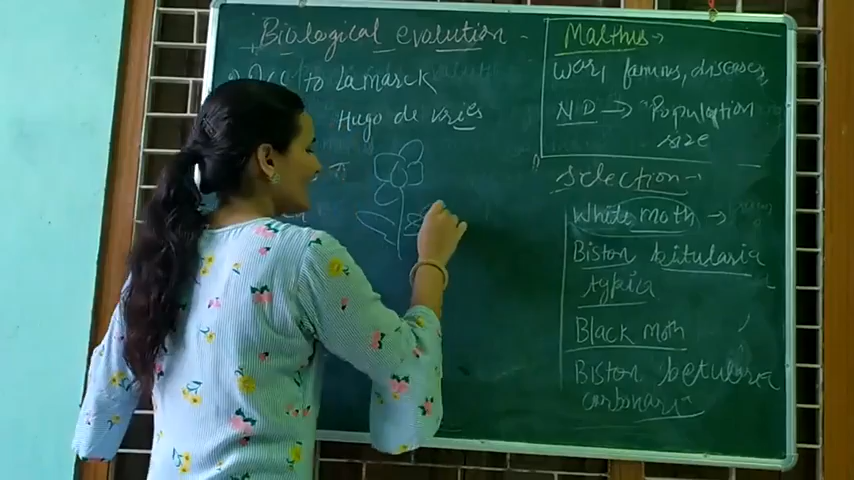 Biological evolution -
to Lamarck
Hugo de vries
Malthus →
war, famins, diseases
N D → Population
size
Selection -
White moth →
Biston bitularia
typica
Black moth
Biston betularia
carbonaria